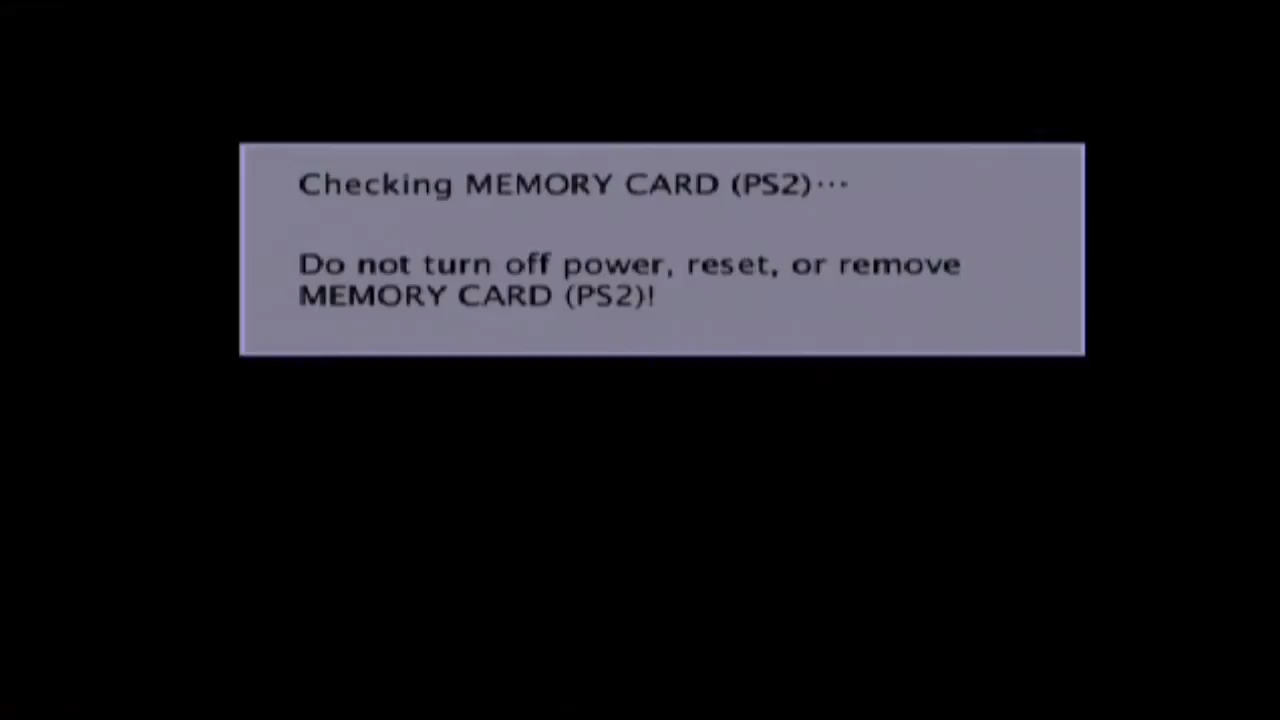 Checking MEMORY CARD (PS2)···
Do not turn off power, reset, or remove
MEMORY CARD (PS2)!